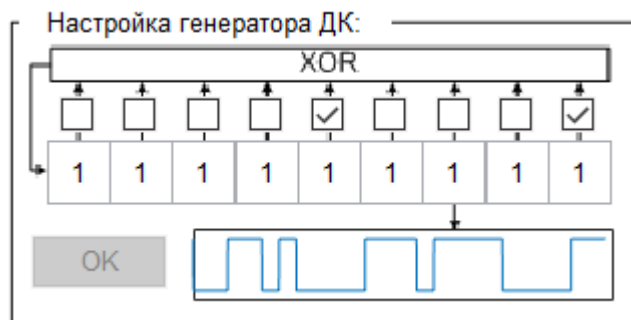 Настройка генератора ДК:
XOR
1 1 1 1 1 1 1 1 1
OK